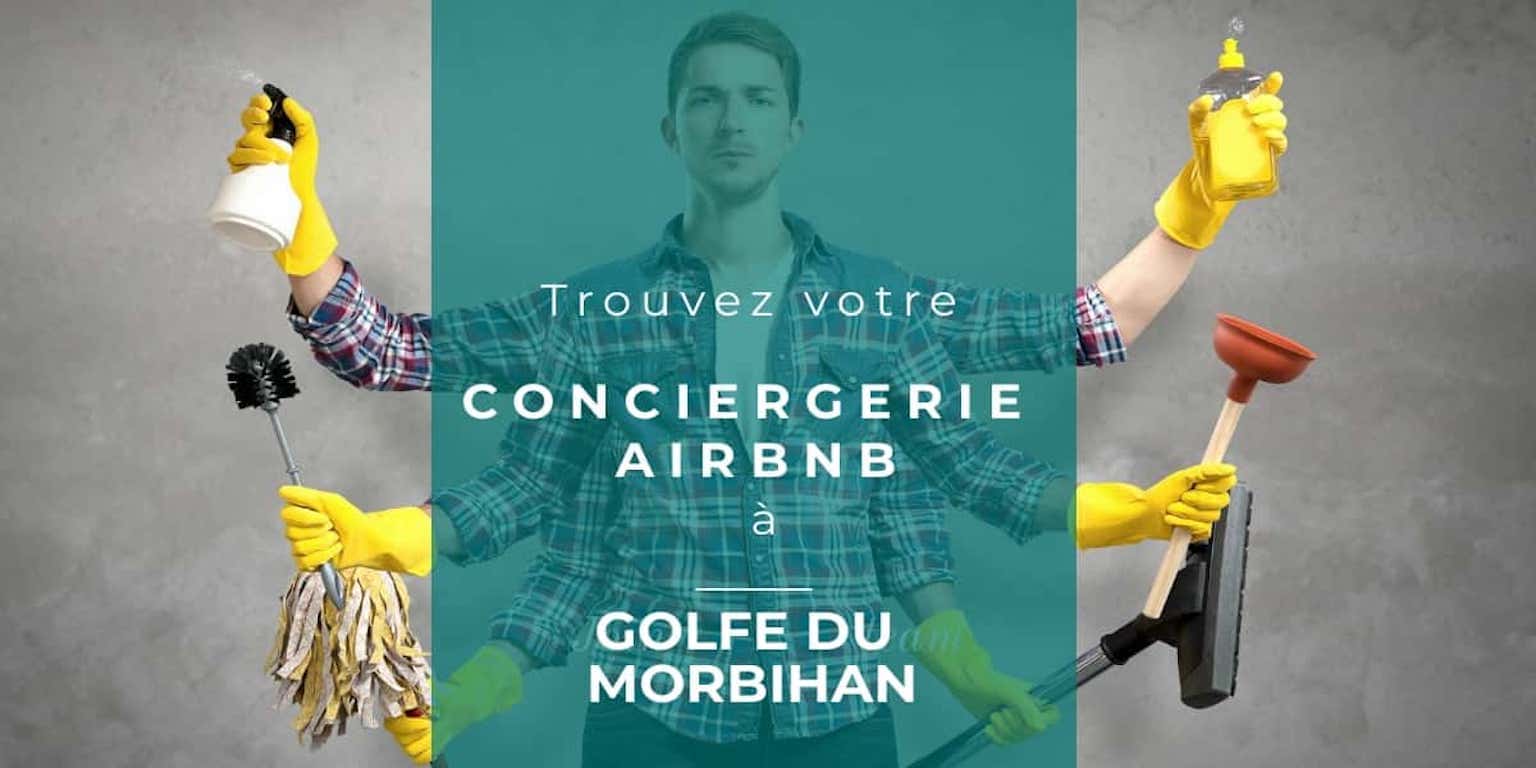 Trouvez votre
CONCIERGERIE
AIRBNB
à
GOLFE DU
MORBIHAN